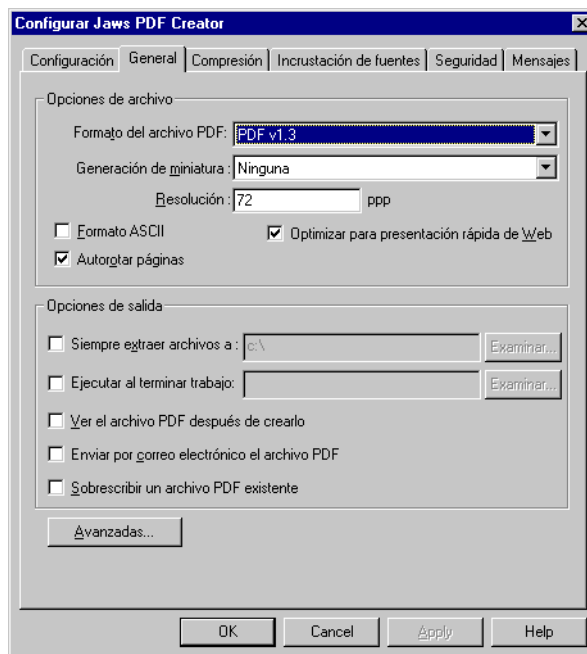 Configurar Jaws PDF Creator
Configuración General Compresión Incrustación de fuentes Seguridad Mensajes
Opciones de archivo
Formato del archivo PDF: PDF v1.3
Generación de miniatura : Ninguna
Resolución : 72 ppp
Formato ASCII Optimizar para presentación rápida de Web
Autorotar páginas
Opciones de salida
Siempre extraer archivos a : c:\ Examinar...
Ejecutar al terminar trabajo: Examinar...
Ver el archivo PDF después de crearlo
Enviar por correo electrónico el archivo PDF
Sobrescribir un archivo PDF existente
Avanzadas...
OK Cancel Apply Help